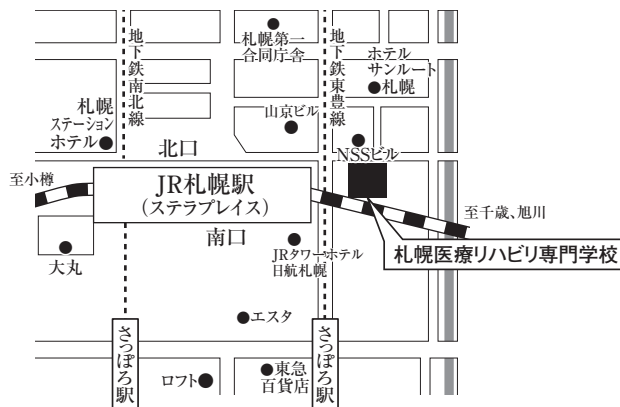 札幌第一
合同庁舎
地下鉄南北線
地下鉄東豊線
ホテル
サンルート
札幌
札幌
ステーション
ホテル
山京ビル
北口
NSSビル
至小樽
JR札幌駅
(ステラプレイス)
至千歳、旭川
南口
札幌医療リハビリ専門学校
大丸
JRタワーホテル
日航札幌
エスタ
さっぽろ駅
さっぽろ駅
ロフト
東急
百貨店